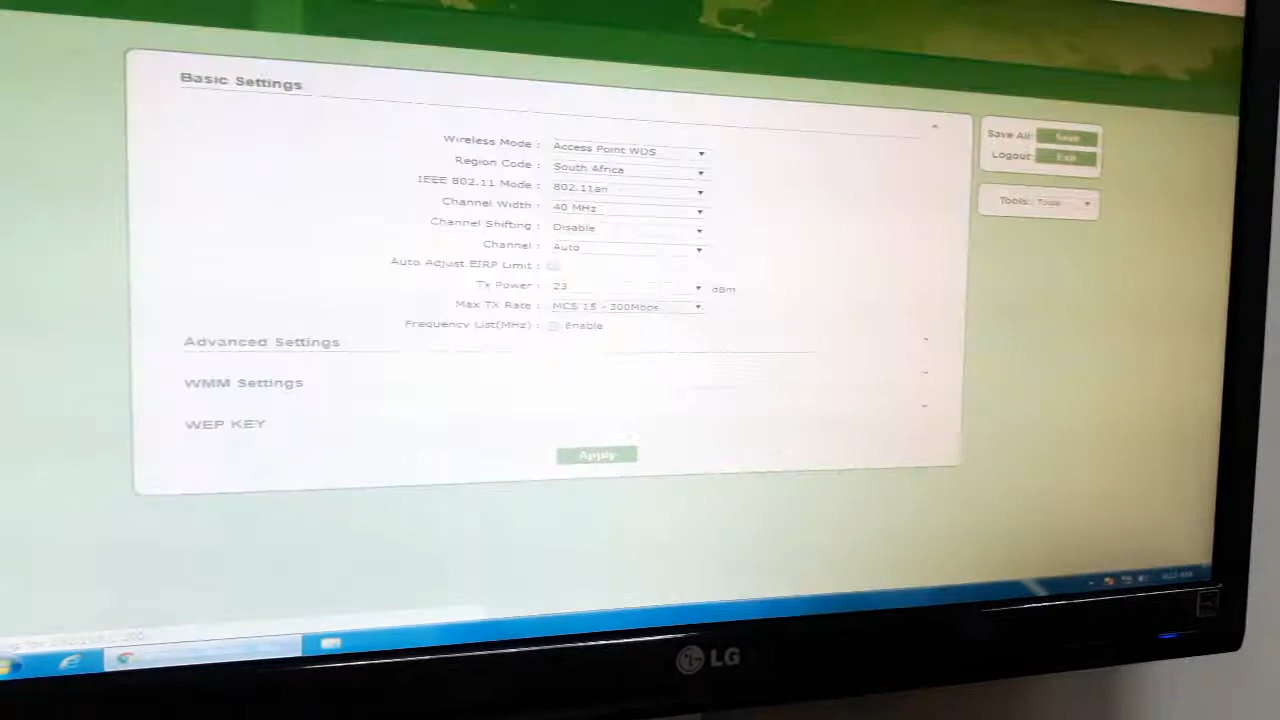 Basic Settings
Wireless Mode : Access Point WDS
Region Code : South Africa
IEEE 802.11 Mode : 802.11an
Channel Width : 40 MHz
Channel Shifting : Disable
Channel : Auto
Auto Adjust EIRP Limit :
Tx Power : 23 dBm
Max TX Rate : MCS 15 - 300Mbps
Frequency List(MHz) : Enable
Advanced Settings
WMM Settings
WEP KEY
Apply
Save All: Save
Logout: Exit
Tools: Tools
LG